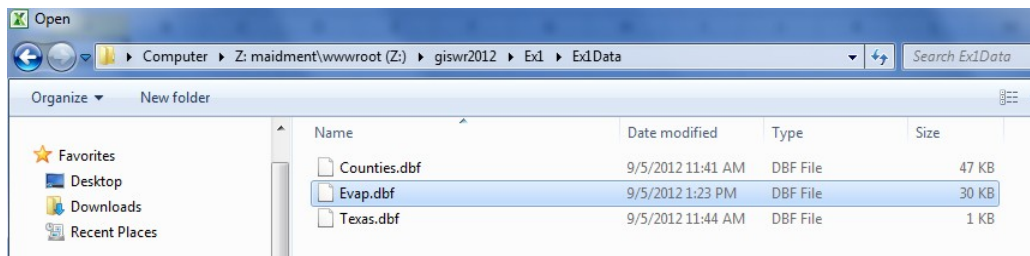 Open
Computer Z: maidment\wwwroot (Z:) giswr2012 Ex1 Ex1Data Search Ex1Data
Organize New folder
Name Date modified Type Size
Favorites
Desktop
Downloads
Recent Places
Counties.dbf 9/5/2012 11:41 AM DBF File 47 KB
Evap.dbf 9/5/2012 1:23 PM DBF File 30 KB
Texas.dbf 9/5/2012 11:44 AM DBF File 1 KB